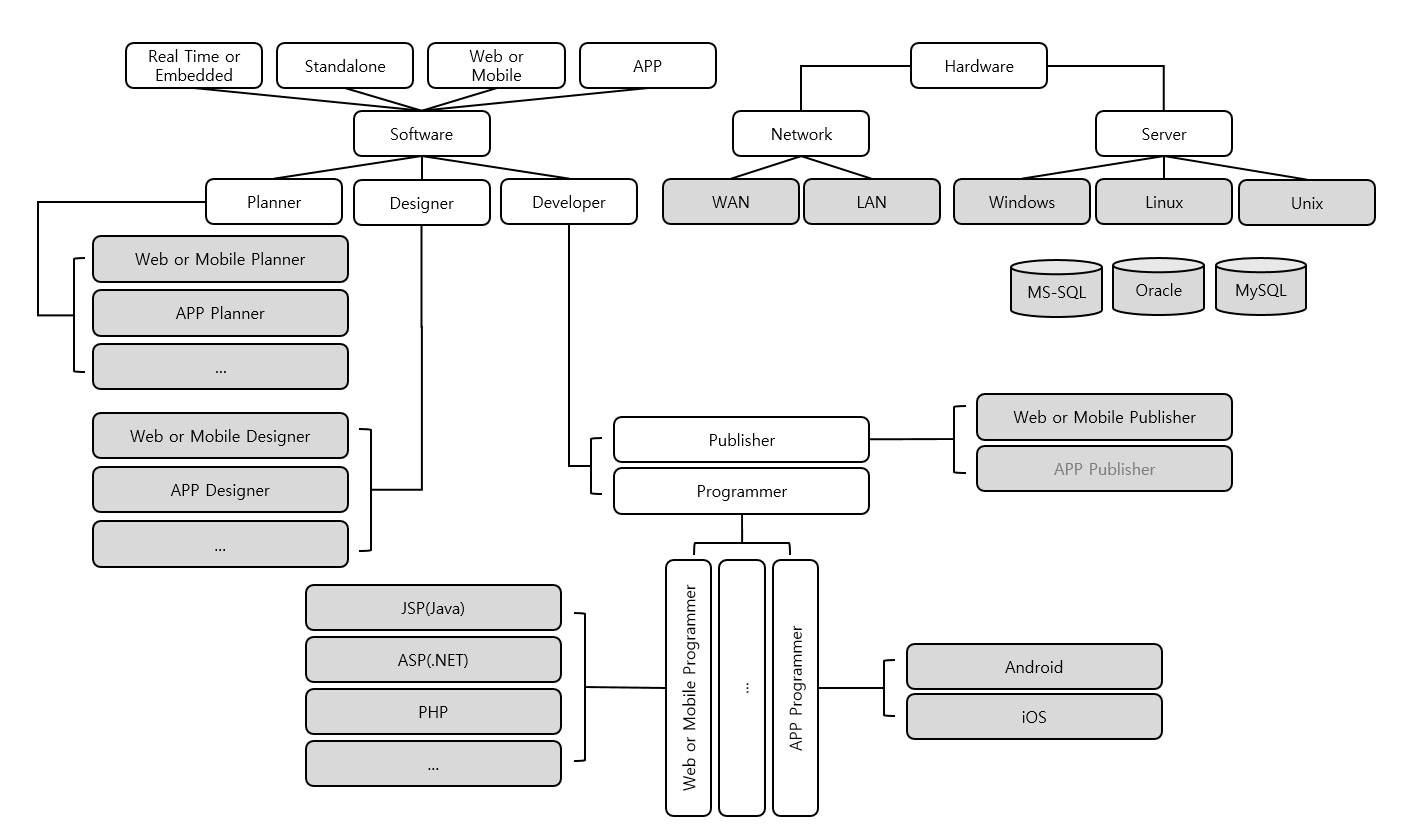 Real Time or
Embedded
Standalone
Web or
Mobile
APP
Hardware
Software
Network
Server
Planner
Designer
Developer
WAN
LAN
Windows
Linux
Unix
Web or Mobile Planner
APP Planner
...
MS-SQL
Oracle
MySQL
Web or Mobile Designer
APP Designer
...
Publisher
Programmer
Web or Mobile Publisher
APP Publisher
JSP(Java)
ASP(.NET)
PHP
...
Web or Mobile Programmer
...
APP Programmer
Android
iOS